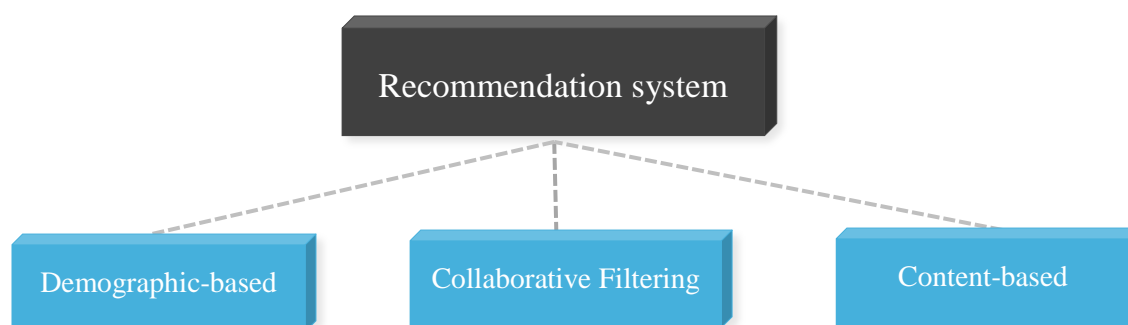 Recommendation system
Demographic-based
Collaborative Filtering
Content-based